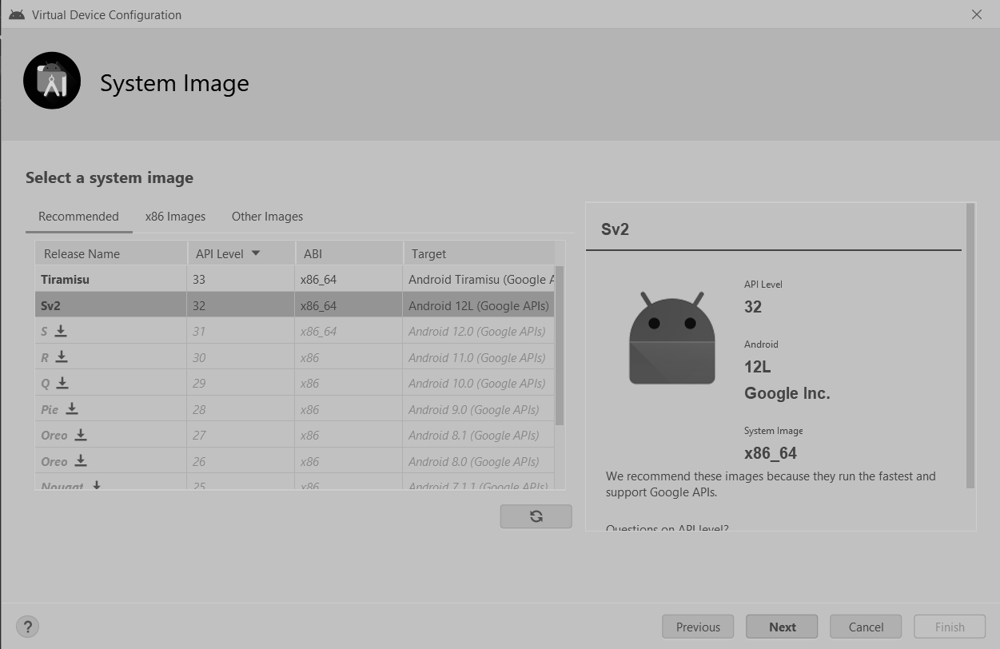 Virtual Device Configuration
System Image
Select a system image
Recommended x86 Images Other Images
Release Name API Level ABI Target
Tiramisu 33 x86_64 Android Tiramisu (Google A
Sv2 32 x86_64 Android 12L (Google APIs)
S 31 x86_64 Android 12.0 (Google APIs)
R 30 x86 Android 11.0 (Google APIs)
Q 29 x86 Android 10.0 (Google APIs)
Pie 28 x86 Android 9.0 (Google APIs)
Oreo 27 x86 Android 8.1 (Google APIs)
Oreo 26 x86 Android 8.0 (Google APIs)
Nougat 25 x86 Android 7.1.1 (Google APIs)
Sv2
API Level
32
Android
12L
Google Inc.
System Image
x86_64
We recommend these images because they run the fastest and
support Google APIs.
Questions on API level?
? Previous Next Cancel Finish